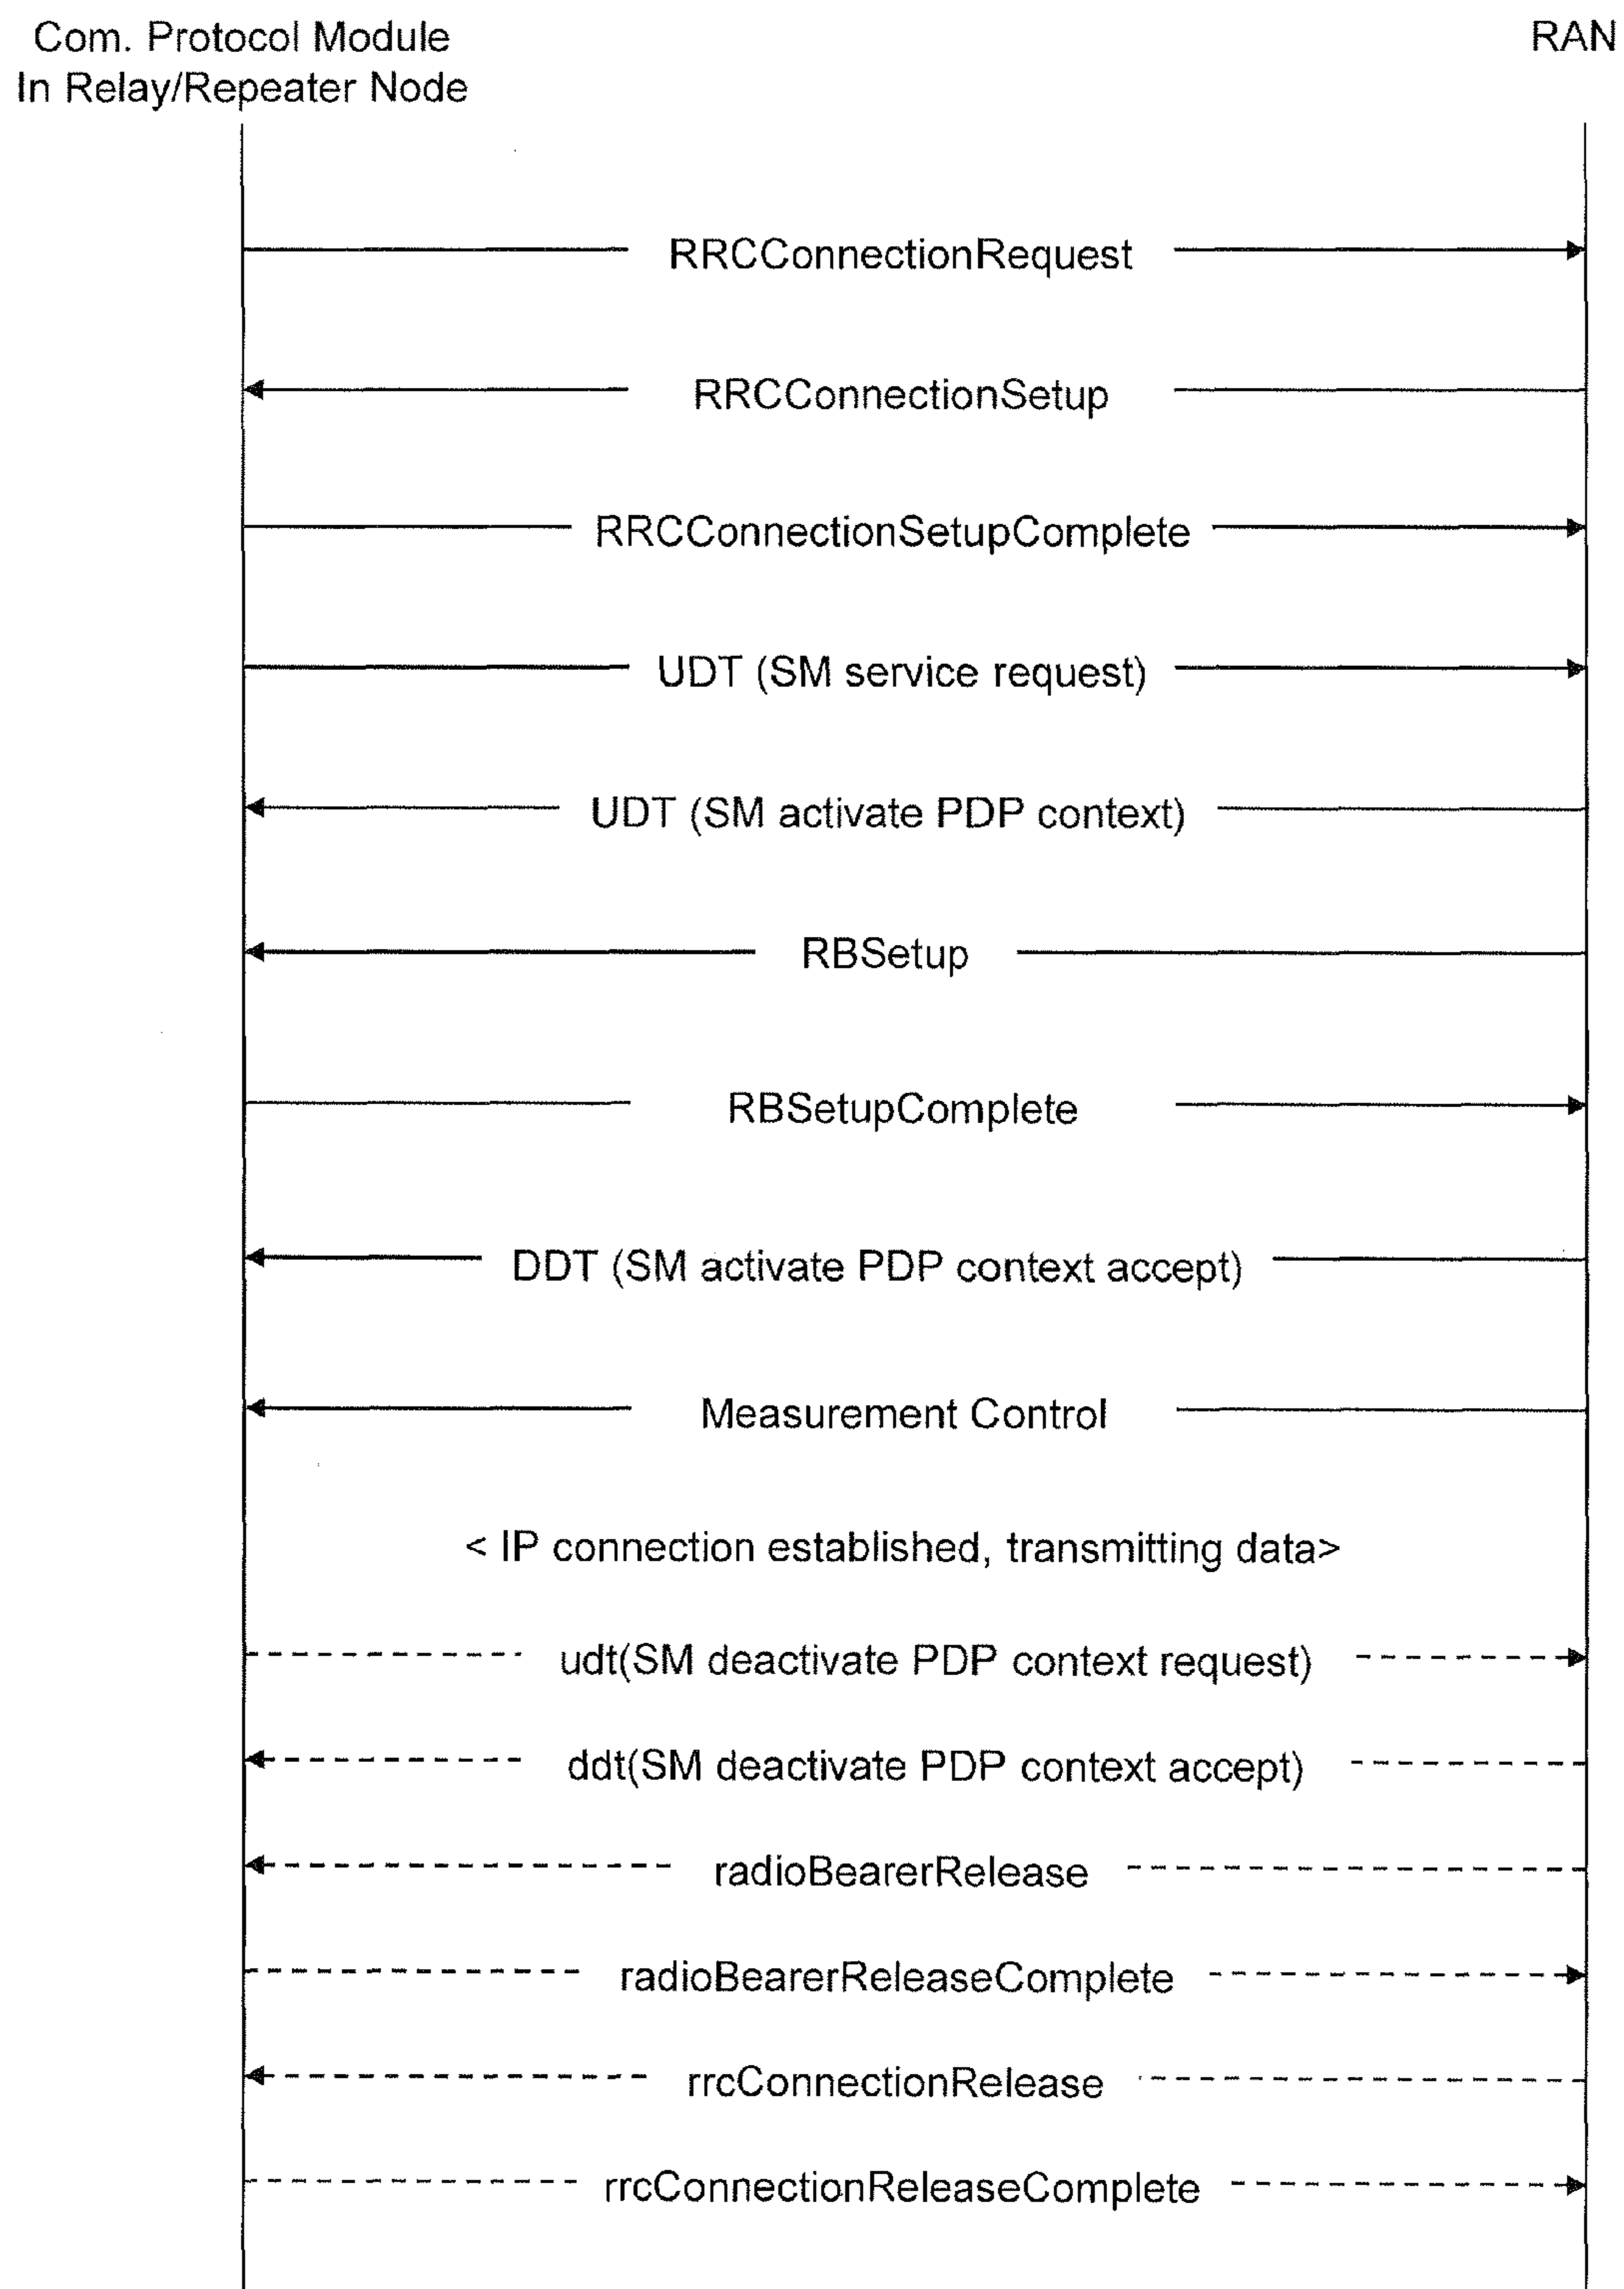 Com. Protocol Module
In Relay/Repeater Node
RAN
RRCConnectionRequest
RRCConnectionSetup
RRCConnectionSetupComplete
UDT (SM service request)
UDT (SM activate PDP context)
RBSetup
RBSetupComplete
DDT (SM activate PDP context accept)
Measurement Control
< IP connection established, transmitting data>
udt(SM deactivate PDP context request)
ddt(SM deactivate PDP context accept)
radioBearerRelease
radioBearerReleaseComplete
rrcConnectionRelease
rrcConnectionReleaseComplete